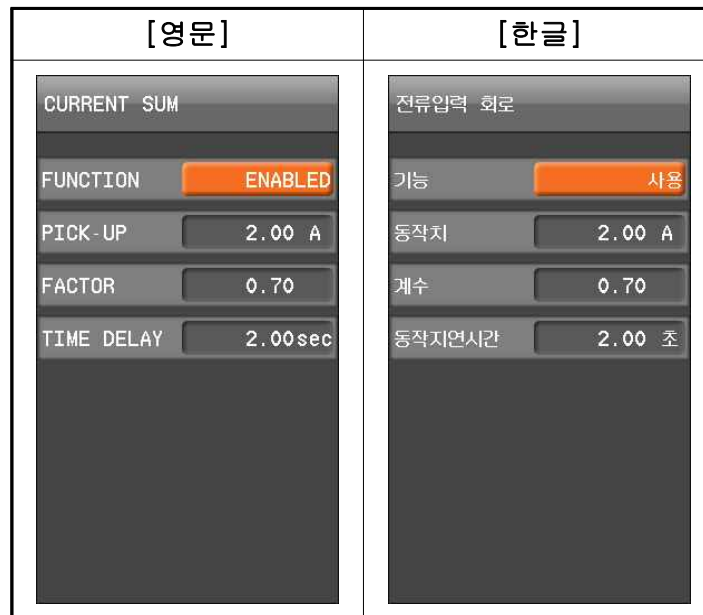 [영문]
[한글]
CURRENT SUM
FUNCTION ENABLED
PICK-UP 2.00 A
FACTOR 0.70
TIME DELAY 2.00sec
전류입력 회로
기능 사용
동작치 2.00 A
계수 0.70
동작지연시간 2.00 초